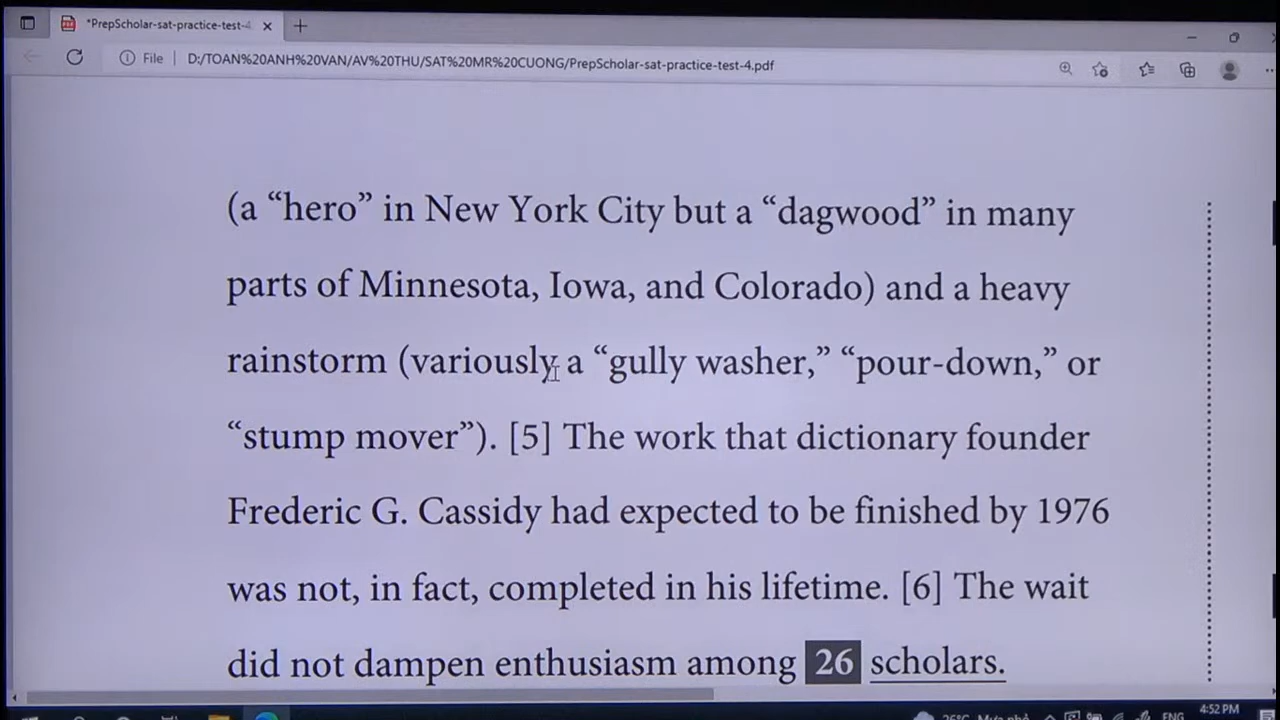 *PrepScholar-sat-practice-test-4
File
D:/TOAN%20ANH%20VAN/AV%20THU/SAT%20MR%20CUONG/PrepScholar-sat-practice-test-4.pdf
(a “hero” in New York City but a “dagwood” in many
parts of Minnesota, Iowa, and Colorado) and a heavy
rainstorm (variously a “gully washer,” “pour-down,” or
“stump mover”). [5] The work that dictionary founder
Frederic G. Cassidy had expected to be finished by 1976
was not, in fact, completed in his lifetime. [6] The wait
did not dampen enthusiasm among 26 scholars.
ENG
4:52 PM